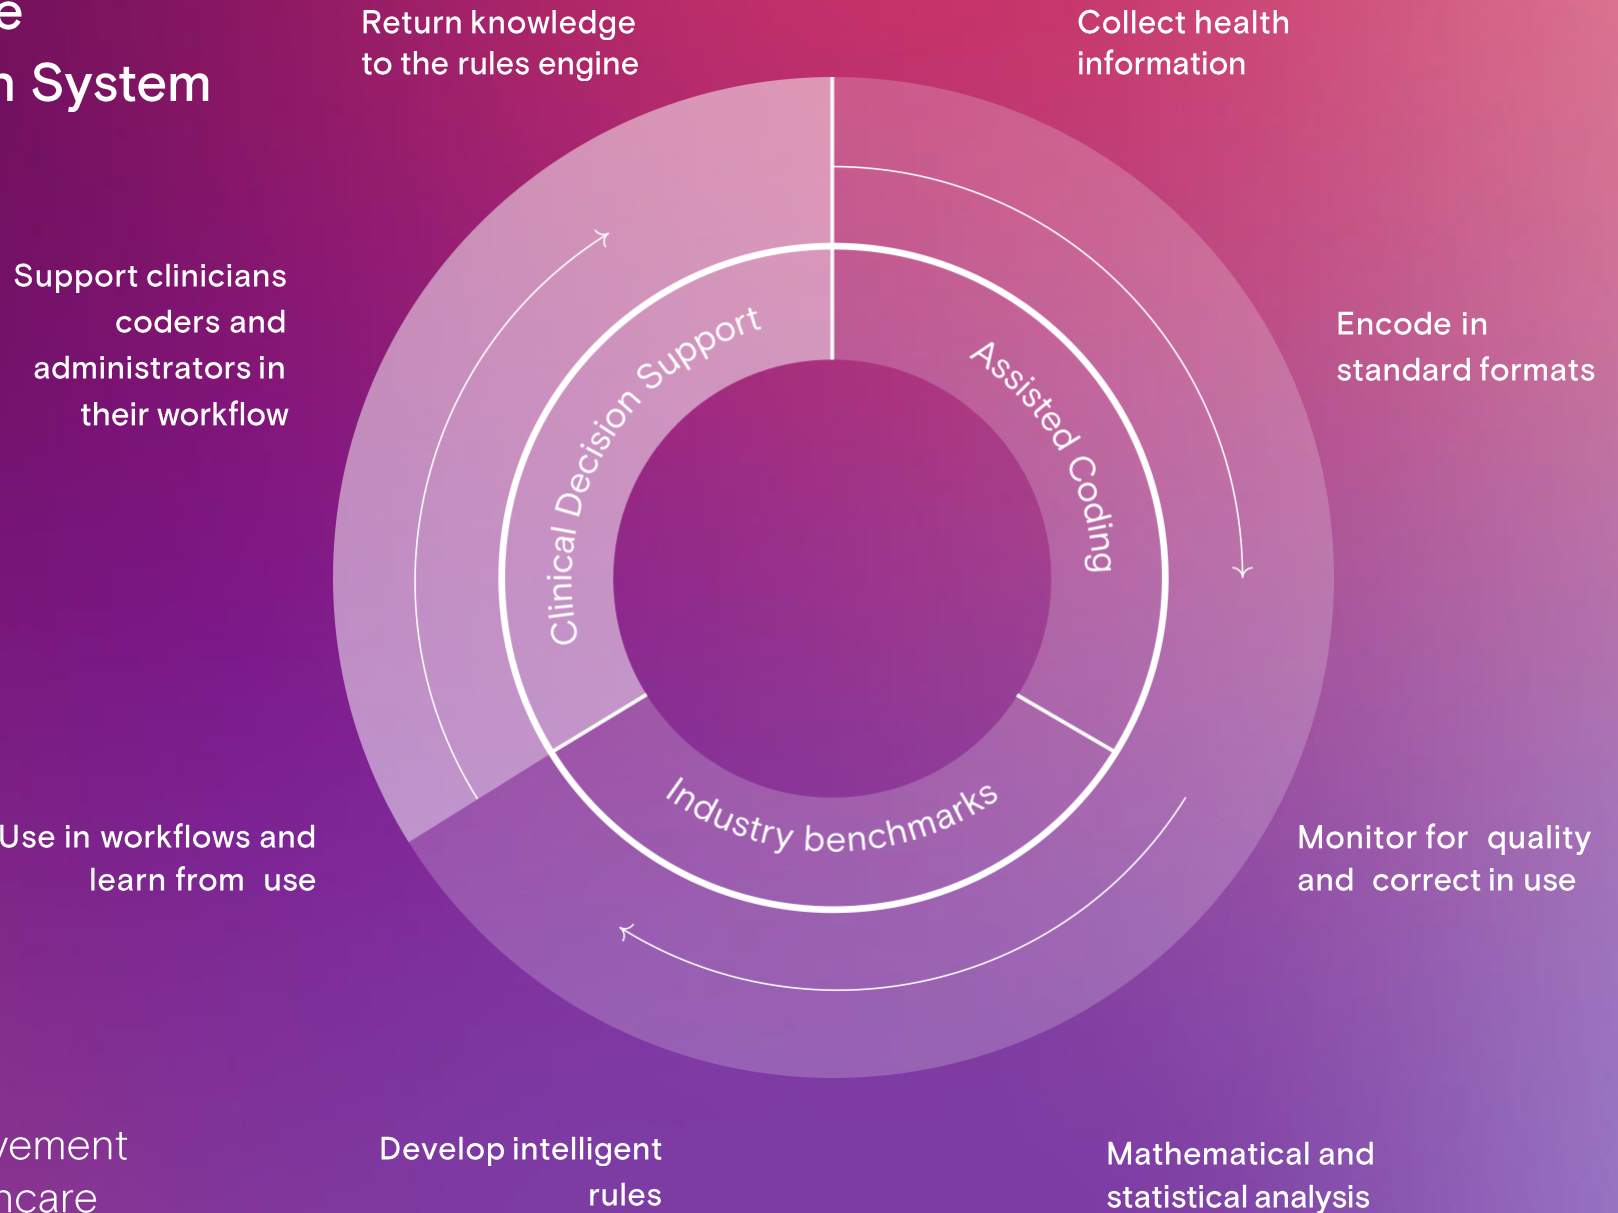 e
n System
Return knowledge
to the rules engine
Collect health
information
Support clinicians
coders and
administrators in
their workflow
Encode in
standard formats
Clinical Decision Support
Assisted Coding
Industry benchmarks
Use in workflows and
learn from use
Monitor for quality
and correct in use
Develop intelligent
rules
Mathematical and
statistical analysis
vement
hcare